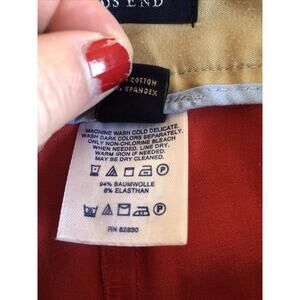 DS' END
COTTON
SPANDEX
MACHINE WASH COLD DELICATE.
WASH DARK COLORS SEPARATELY.
ONLY NON-CHLORINE BLEACH
WHEN NEEDED. LINE DRY.
WARM IRON IF NEEDED.
MAY BE DRY CLEANED.
94% BAUMWOLLE
6% ELASTHAN
RN 62830